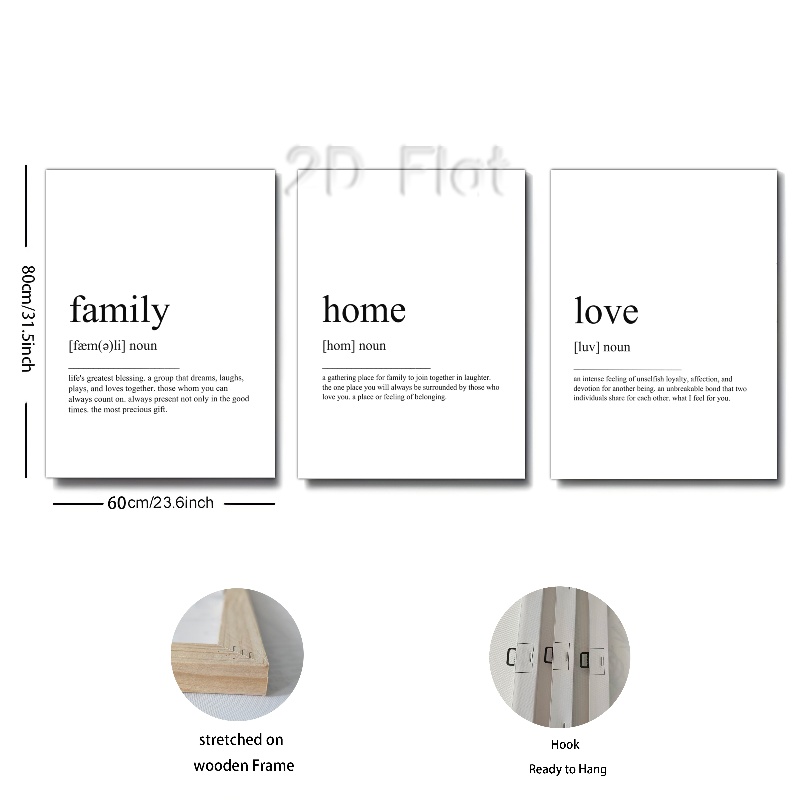 2D Flat
80cm/31.5inch
family
[fæm(ə)li] noun
life's greatest blessing. a group that dreams, laughs,
plays, and loves together. those whom you can
always count on. always present not only in the good
times. the most precious gift.
home
[hom] noun
a gathering place for family to join together in laughter.
the one place you will always be surrounded by those who
love you. a place or feeling of belonging.
love
[luv] noun
an intense feeling of unselfish loyalty, affection, and
devotion for another being. an unbreakable bond that two
individuals share for each other. what I feel for you.
60cm/23.6inch
stretched on
wooden Frame
Hook
Ready to Hang